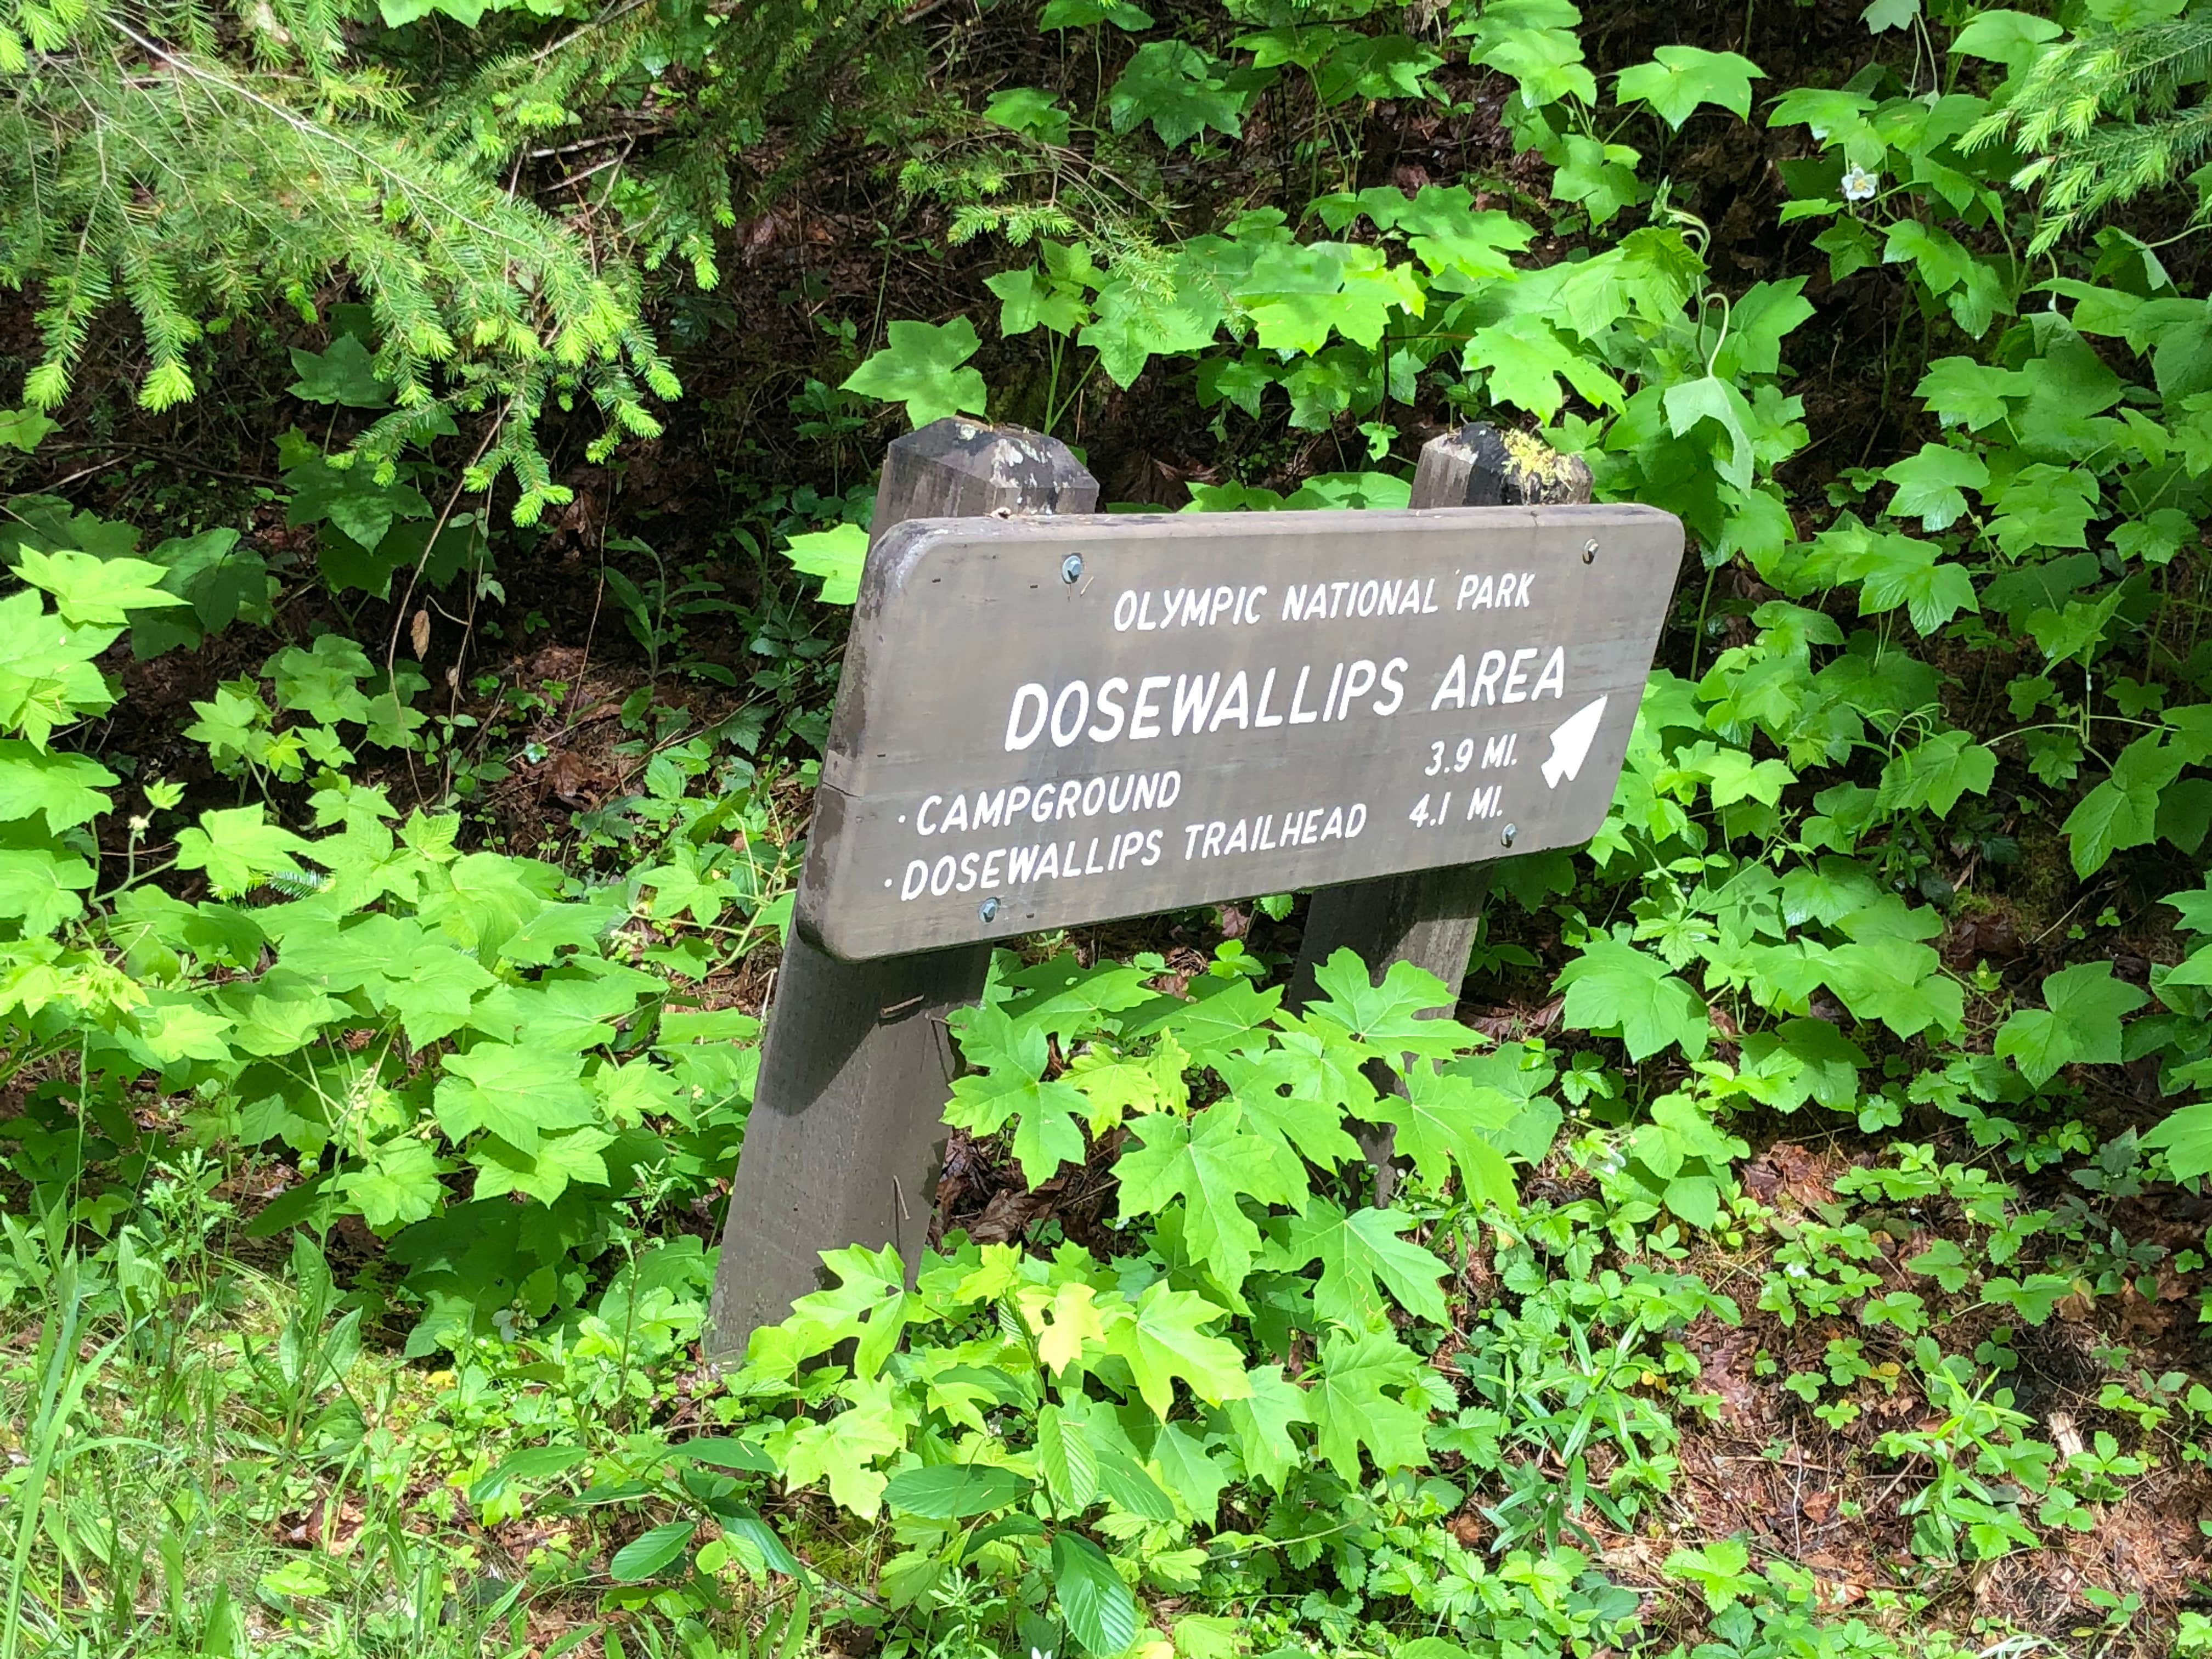 OLYMPIC NATIONAL PARK
DOSEWALLIPS AREA
· CAMPGROUND 3.9 MI.
· DOSEWALLIPS TRAILHEAD 4.1 MI.